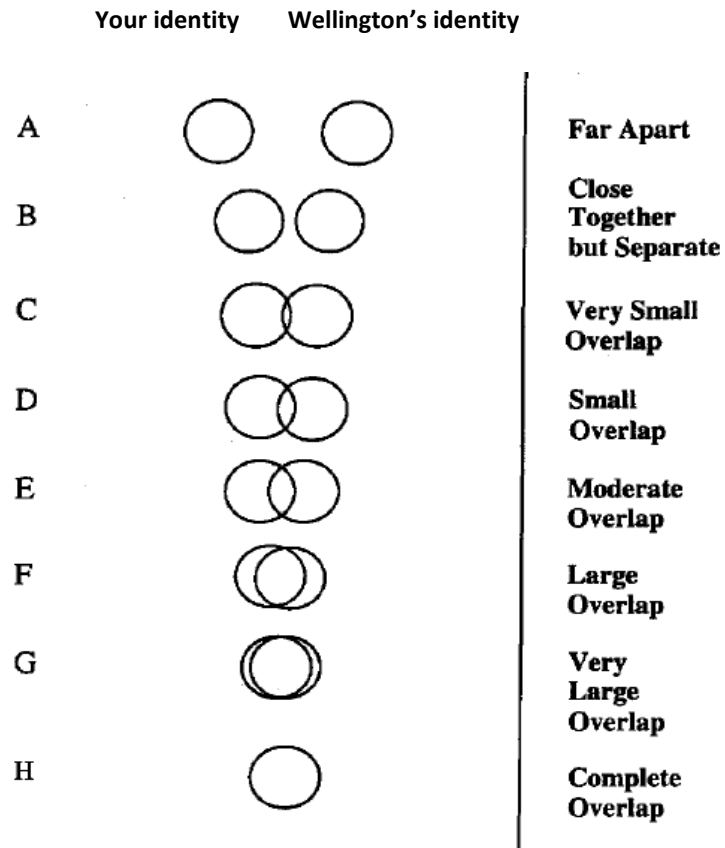 Your identity Wellington’s identity
A Far Apart
Close
B Together
but Separate
C Very Small
Overlap
D Small
Overlap
E Moderate
Overlap
F Large
Overlap
G Very
Large
Overlap
H Complete
Overlap